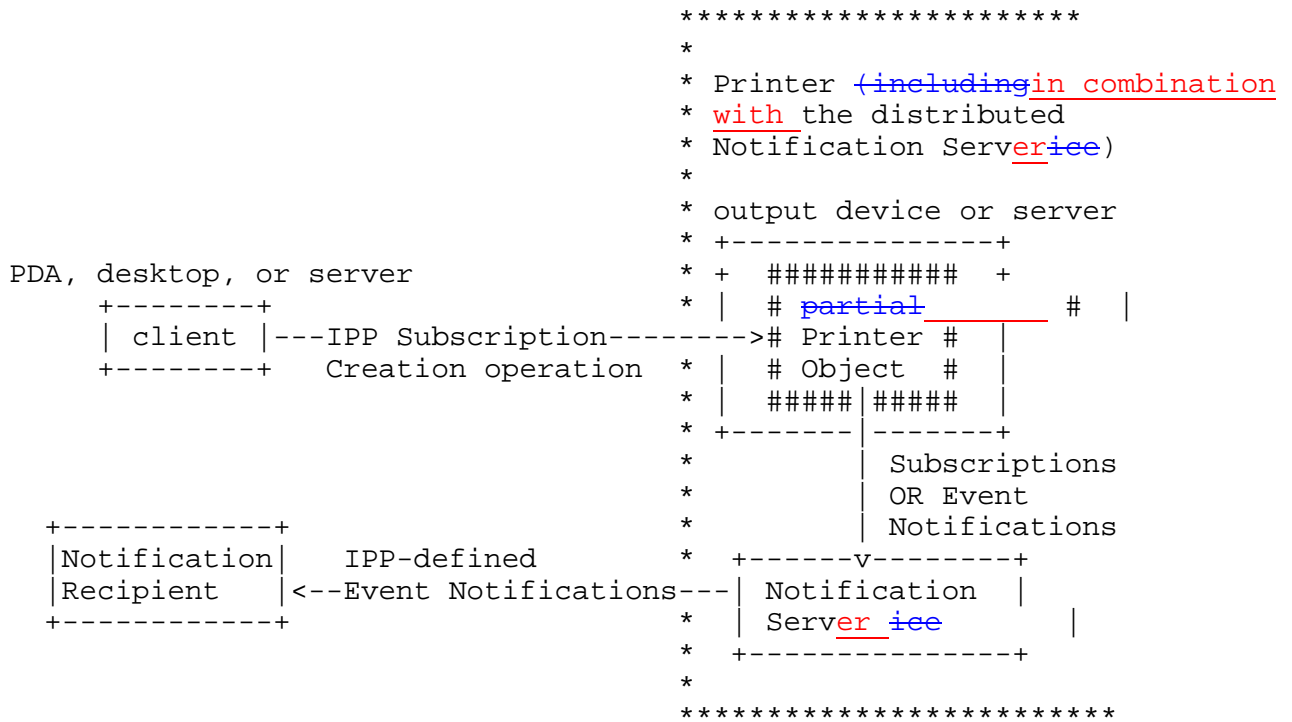 ************************
*
* Printer (includingin combination
* with the distributed
* Notification Serverice)
*
* output device or server
* +---------------+
PDA, desktop, or server * + ########### +
+--------+ * | # partial # |
| client |---IPP Subscription--------># Printer # |
+--------+ Creation operation * | # Object # |
* | #####|##### |
* +-------|-------+
* | Subscriptions
* | OR Event
+------------+ * | Notifications
|Notification| IPP-defined * +------v--------+
|Recipient |<--Event Notifications---| Notification |
+------------+ * | Server ice |
* +---------------+
*
*************************